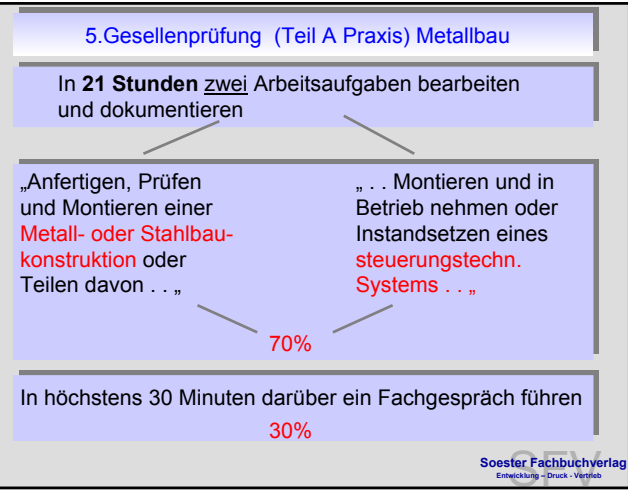 5.Gesellenprüfung (Teil A Praxis) Metallbau
In 21 Stunden zwei Arbeitsaufgaben bearbeiten
und dokumentieren
„Anfertigen, Prüfen
und Montieren einer
Metall- oder Stahlbau-
konstruktion oder
Teilen davon . . „
„ . . Montieren und in
Betrieb nehmen oder
Instandsetzen eines
steuerungstechn.
Systems . . „
70%
In höchstens 30 Minuten darüber ein Fachgespräch führen
30%
SFV
Soester Fachbuchverlag
Entwicklung – Druck - Vertrieb